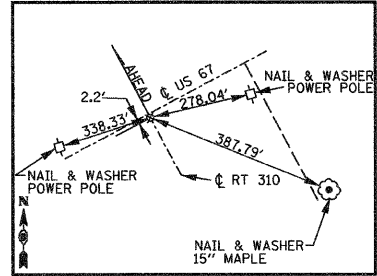 ℄ US 67
AHEAD
2.2'
278.04'
NAIL & WASHER
POWER POLE
338.33'
387.79'
NAIL & WASHER
POWER POLE
℄ RT 310
N
NAIL & WASHER
15" MAPLE